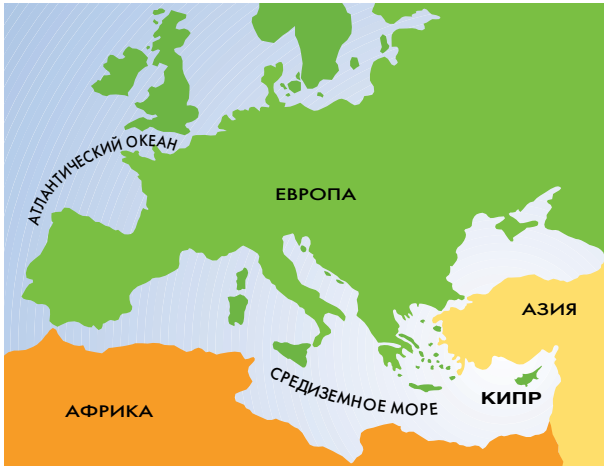 АТЛАНТИЧЕСКИЙ ОКЕАН
ЕВРОПА
АЗИЯ
СРЕДИЗЕМНОЕ МОРЕ
КИПР
АФРИКА